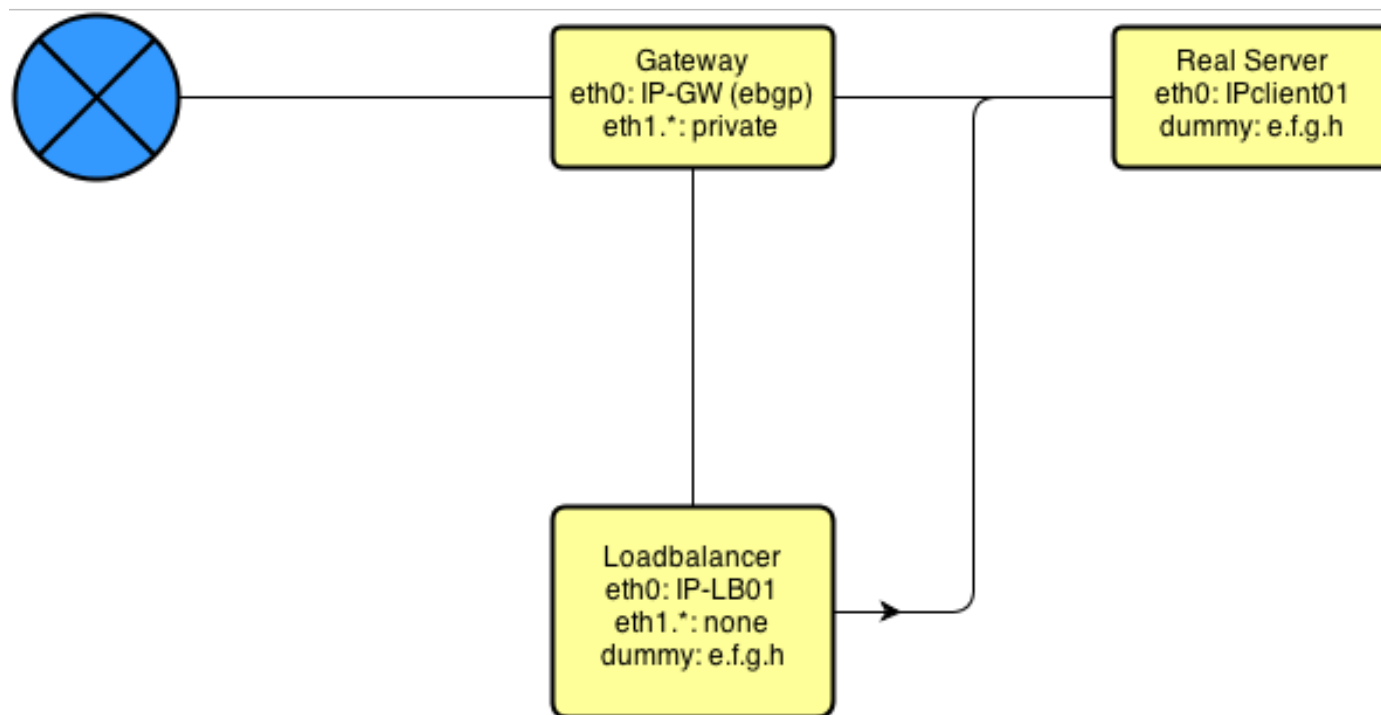 Gateway
eth0: IP-GW (ebgp)
eth1.*: private
Real Server
eth0: IPclient01
dummy: e.f.g.h
Loadbalancer
eth0: IP-LB01
eth1.*: none
dummy: e.f.g.h